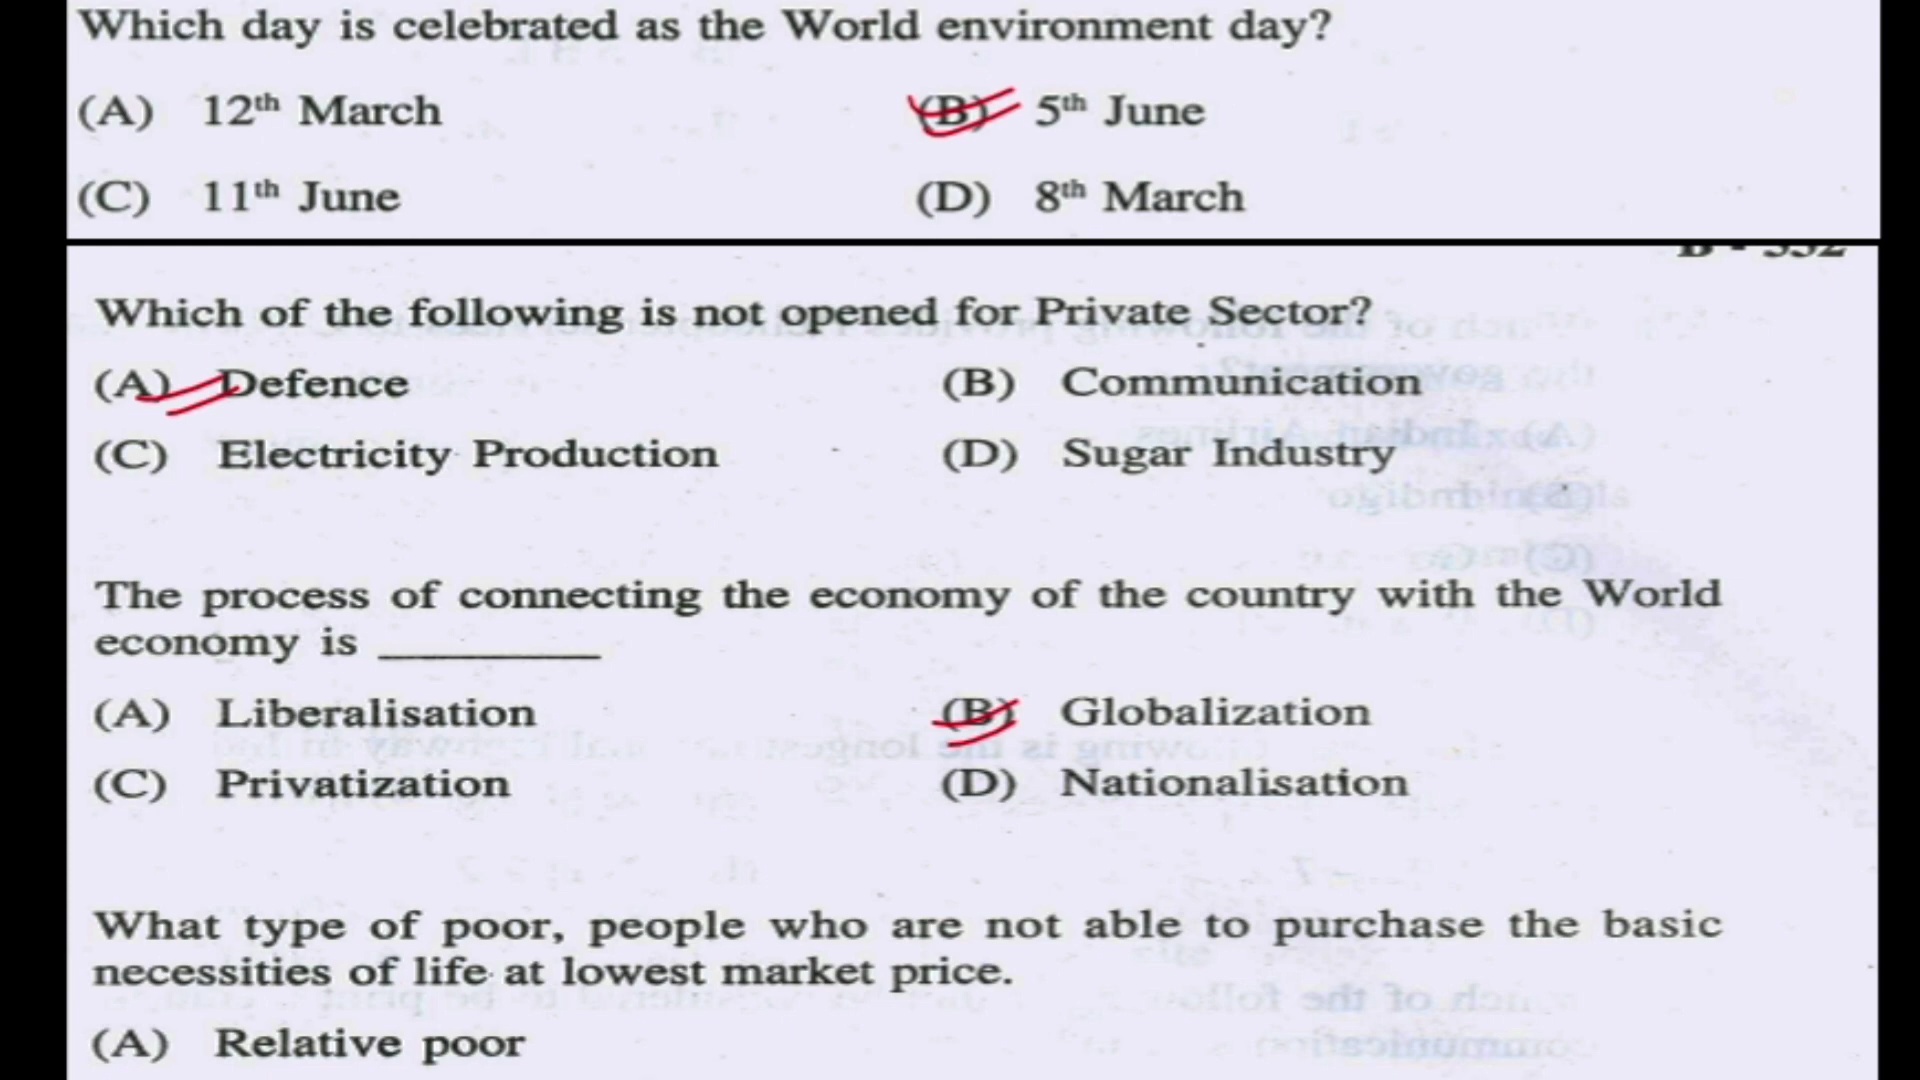 Which day is celebrated as the World environment day?
(A) 12th March (B) 5th June
(C) 11th June (D) 8th March
B - 352
Which of the following is not opened for Private Sector?
(A) Defence (B) Communication
(C) Electricity Production (D) Sugar Industry
The process of connecting the economy of the country with the World
economy is __________
(A) Liberalisation (B) Globalization
(C) Privatization (D) Nationalisation
What type of poor, people who are not able to purchase the basic
necessities of life at lowest market price.
(A) Relative poor